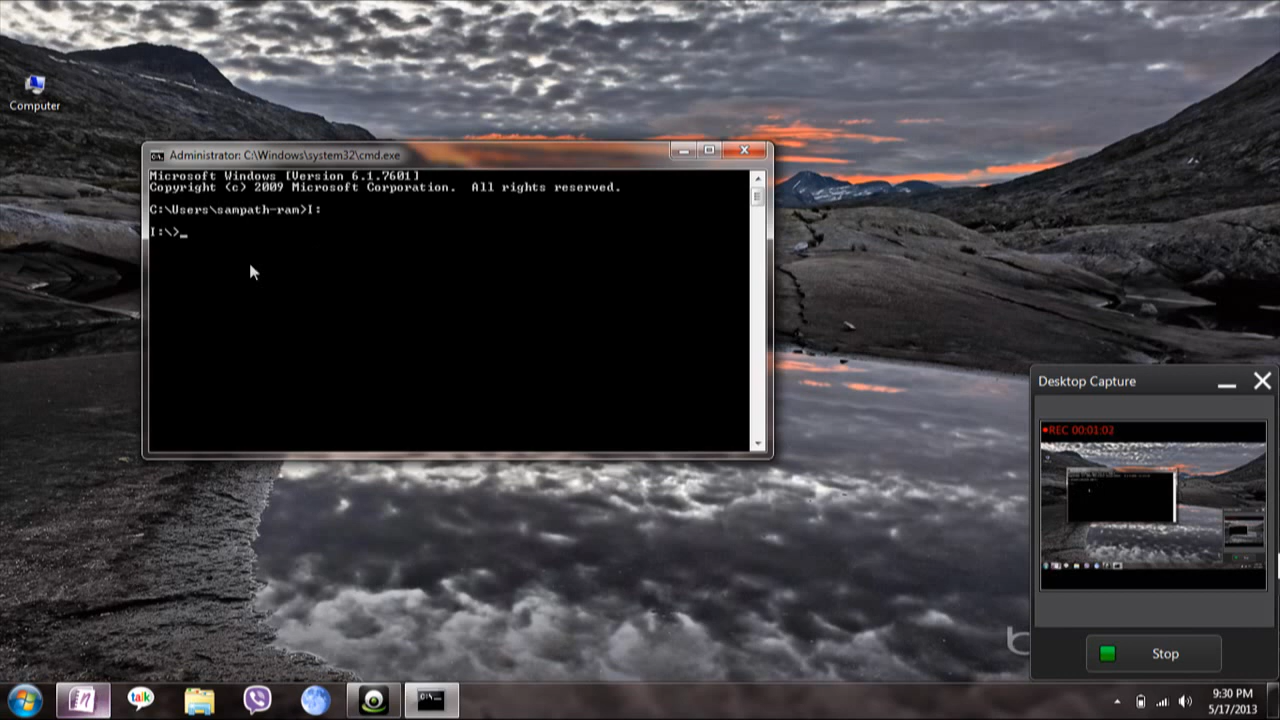 Computer
Administrator: C:\Windows\system32\cmd.exe
Microsoft Windows [Version 6.1.7601]
Copyright (c) 2009 Microsoft Corporation.  All rights reserved.
C:\Users\sampath-ram>I:
I:\>_
Desktop Capture
REC 00:01:02
Stop
talk
C:\.
9:30 PM
5/17/2013